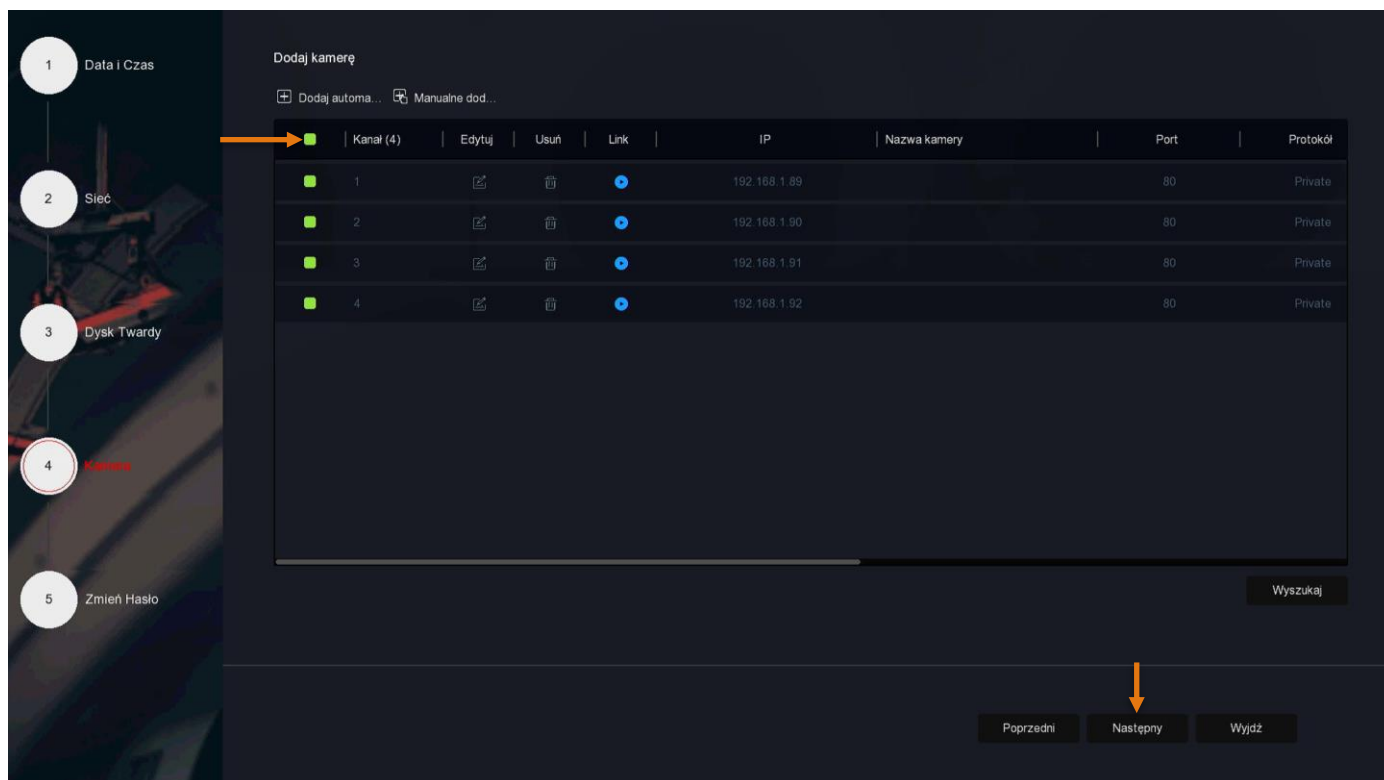 1 Data i Czas
2 Sieć
3 Dysk Twardy
4 Kamera
5 Zmień Hasło
Dodaj kamerę
Dodaj automa... Manualne dod...
Kanał (4) Edytuj Usuń Link IP Nazwa kamery Port Protokół
1 192.168.1.89 80 Private
2 192.168.1.90 80 Private
3 192.168.1.91 80 Private
4 192.168.1.92 80 Private
Wyszukaj
Poprzedni Następny Wyjdź